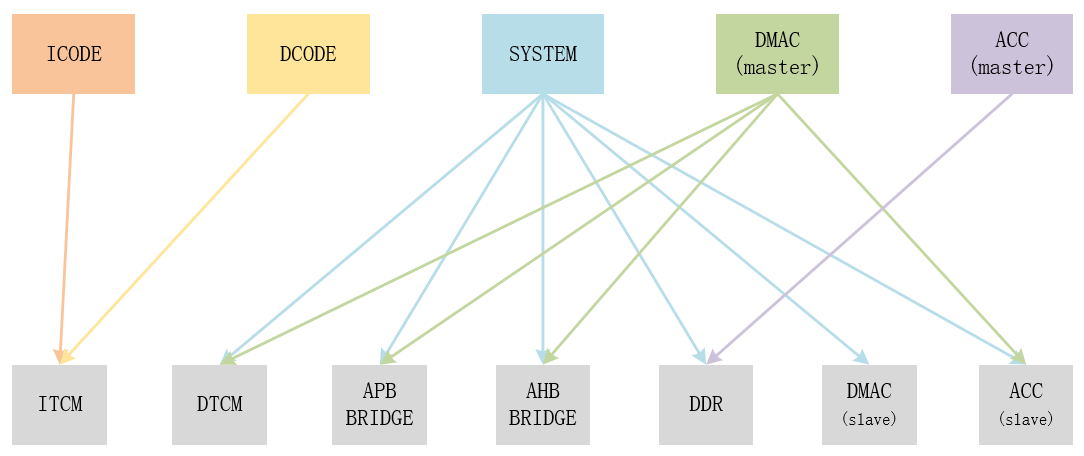 ICODE
DCODE
SYSTEM
DMAC
(master)
ACC
(master)
ITCM
DTCM
APB
BRIDGE
AHB
BRIDGE
DDR
DMAC
(slave)
ACC
(slave)